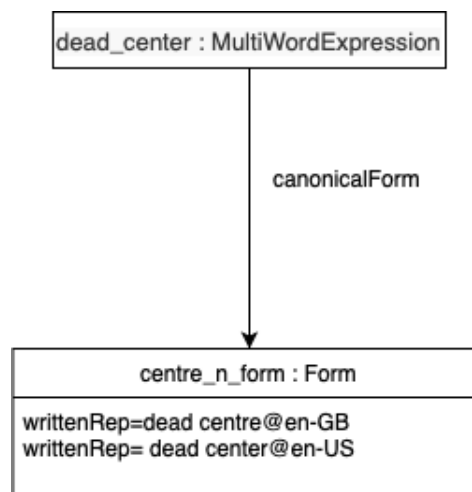 dead_center : MultiWordExpression
canonicalForm
centre_n_form : Form
writtenRep=dead centre@en-GB
writtenRep= dead center@en-US